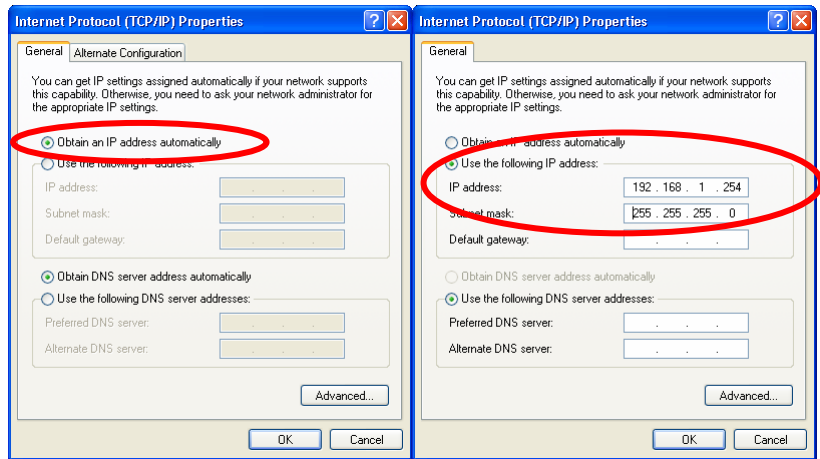 Internet Protocol (TCP/IP) Properties
General
Alternate Configuration
You can get IP settings assigned automatically if your network supports
this capability. Otherwise, you need to ask your network administrator for
the appropriate IP settings.
Obtain an IP address automatically
Use the following IP address:
IP address:
Subnet mask:
Default gateway:
Obtain DNS server address automatically
Use the following DNS server addresses:
Preferred DNS server:
Alternate DNS server:
Advanced...
OK
Cancel
Internet Protocol (TCP/IP) Properties
General
You can get IP settings assigned automatically if your network supports
this capability. Otherwise, you need to ask your network administrator for
the appropriate IP settings.
Obtain an IP address automatically
Use the following IP address:
IP address: 192 . 168 . 1 . 254
Subnet mask: 255 . 255 . 255 . 0
Default gateway:
Obtain DNS server address automatically
Use the following DNS server addresses:
Preferred DNS server:
Alternate DNS server:
Advanced...
OK
Cancel